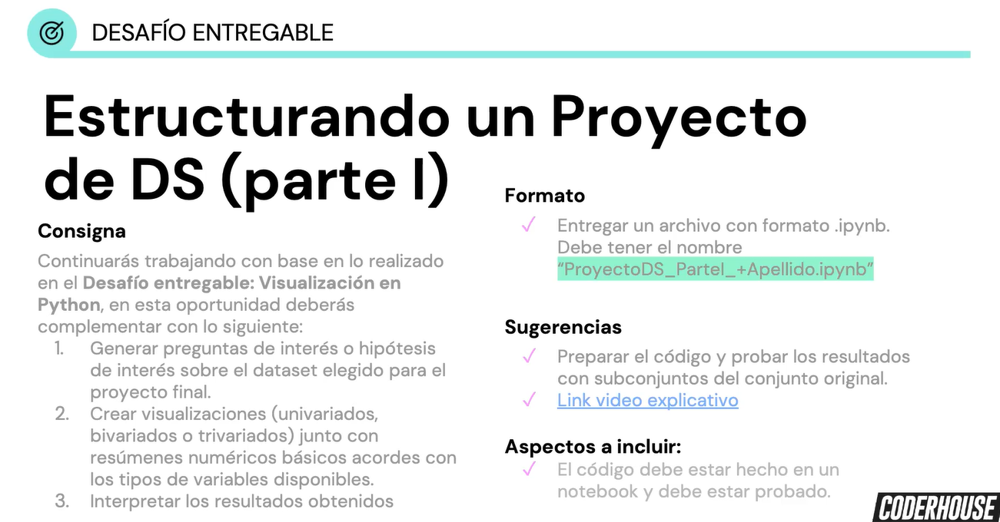 DESAFÍO ENTREGABLE
Estructurando un Proyecto
de DS (parte I)
Consigna
Continuarás trabajando con base en lo realizado
en el Desafío entregable: Visualización en
Python, en esta oportunidad deberás
complementar con lo siguiente:
1. Generar preguntas de interés o hipótesis
de interés sobre el dataset elegido para el
proyecto final.
2. Crear visualizaciones (univariados,
bivariados o trivariados) junto con
resúmenes numéricos básicos acordes con
los tipos de variables disponibles.
3. Interpretar los resultados obtenidos
Formato
✓ Entregar un archivo con formato .ipynb.
Debe tener el nombre
“ProyectoDS_ParteI_+Apellido.ipynb”
Sugerencias
✓ Preparar el código y probar los resultados
con subconjuntos del conjunto original.
✓ Link video explicativo
Aspectos a incluir:
✓ El código debe estar hecho en un
notebook y debe estar probado.
CODERHOUSE